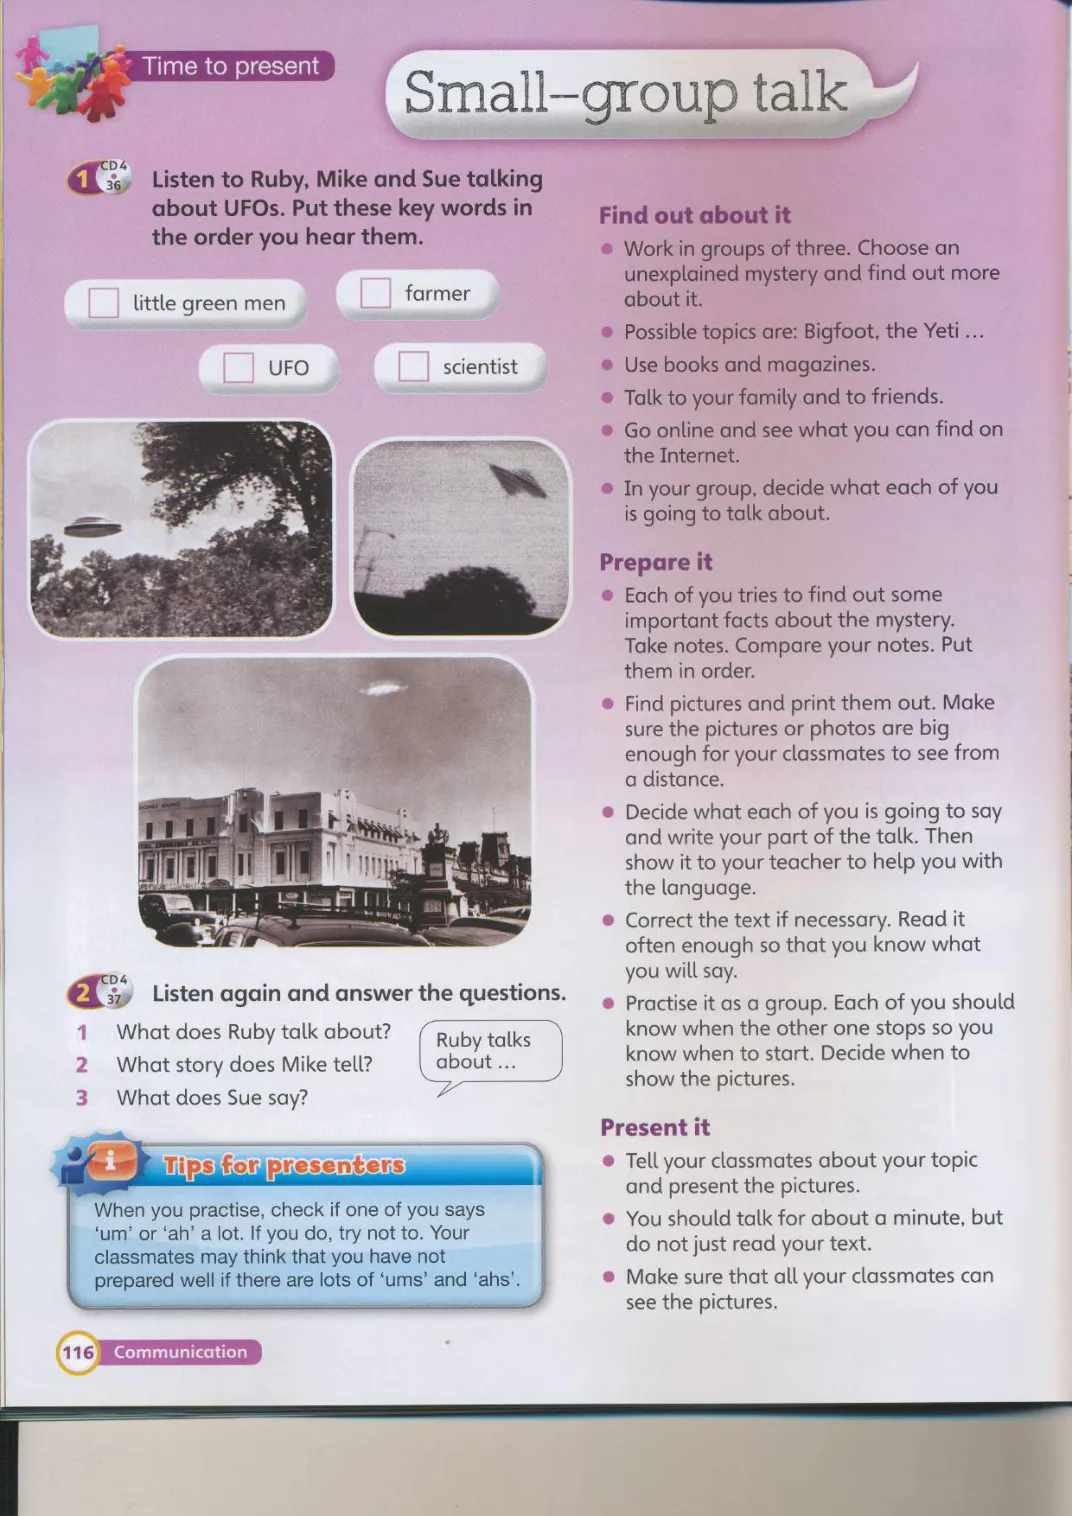 Time to present
Small-group talk
1 CD4
36
Listen to Ruby, Mike and Sue talking
about UFOs. Put these key words in
the order you hear them.
little green men
farmer
UFO
scientist
2 CD4
37
Listen again and answer the questions.
1 What does Ruby talk about?
2 What story does Mike tell?
3 What does Sue say?
Ruby talks
about ...
i Tips for presenters
When you practise, check if one of you says
‘um’ or ‘ah’ a lot. If you do, try not to. Your
classmates may think that you have not
prepared well if there are lots of ‘ums’ and ‘ahs’.
Find out about it
• Work in groups of three. Choose an
unexplained mystery and find out more
about it.
• Possible topics are: Bigfoot, the Yeti ...
• Use books and magazines.
• Talk to your family and to friends.
• Go online and see what you can find on
the Internet.
• In your group, decide what each of you
is going to talk about.
Prepare it
• Each of you tries to find out some
important facts about the mystery.
Take notes. Compare your notes. Put
them in order.
• Find pictures and print them out. Make
sure the pictures or photos are big
enough for your classmates to see from
a distance.
• Decide what each of you is going to say
and write your part of the talk. Then
show it to your teacher to help you with
the language.
• Correct the text if necessary. Read it
often enough so that you know what
you will say.
• Practise it as a group. Each of you should
know when the other one stops so you
know when to start. Decide when to
show the pictures.
Present it
• Tell your classmates about your topic
and present the pictures.
• You should talk for about a minute, but
do not just read your text.
• Make sure that all your classmates can
see the pictures.
116 Communication